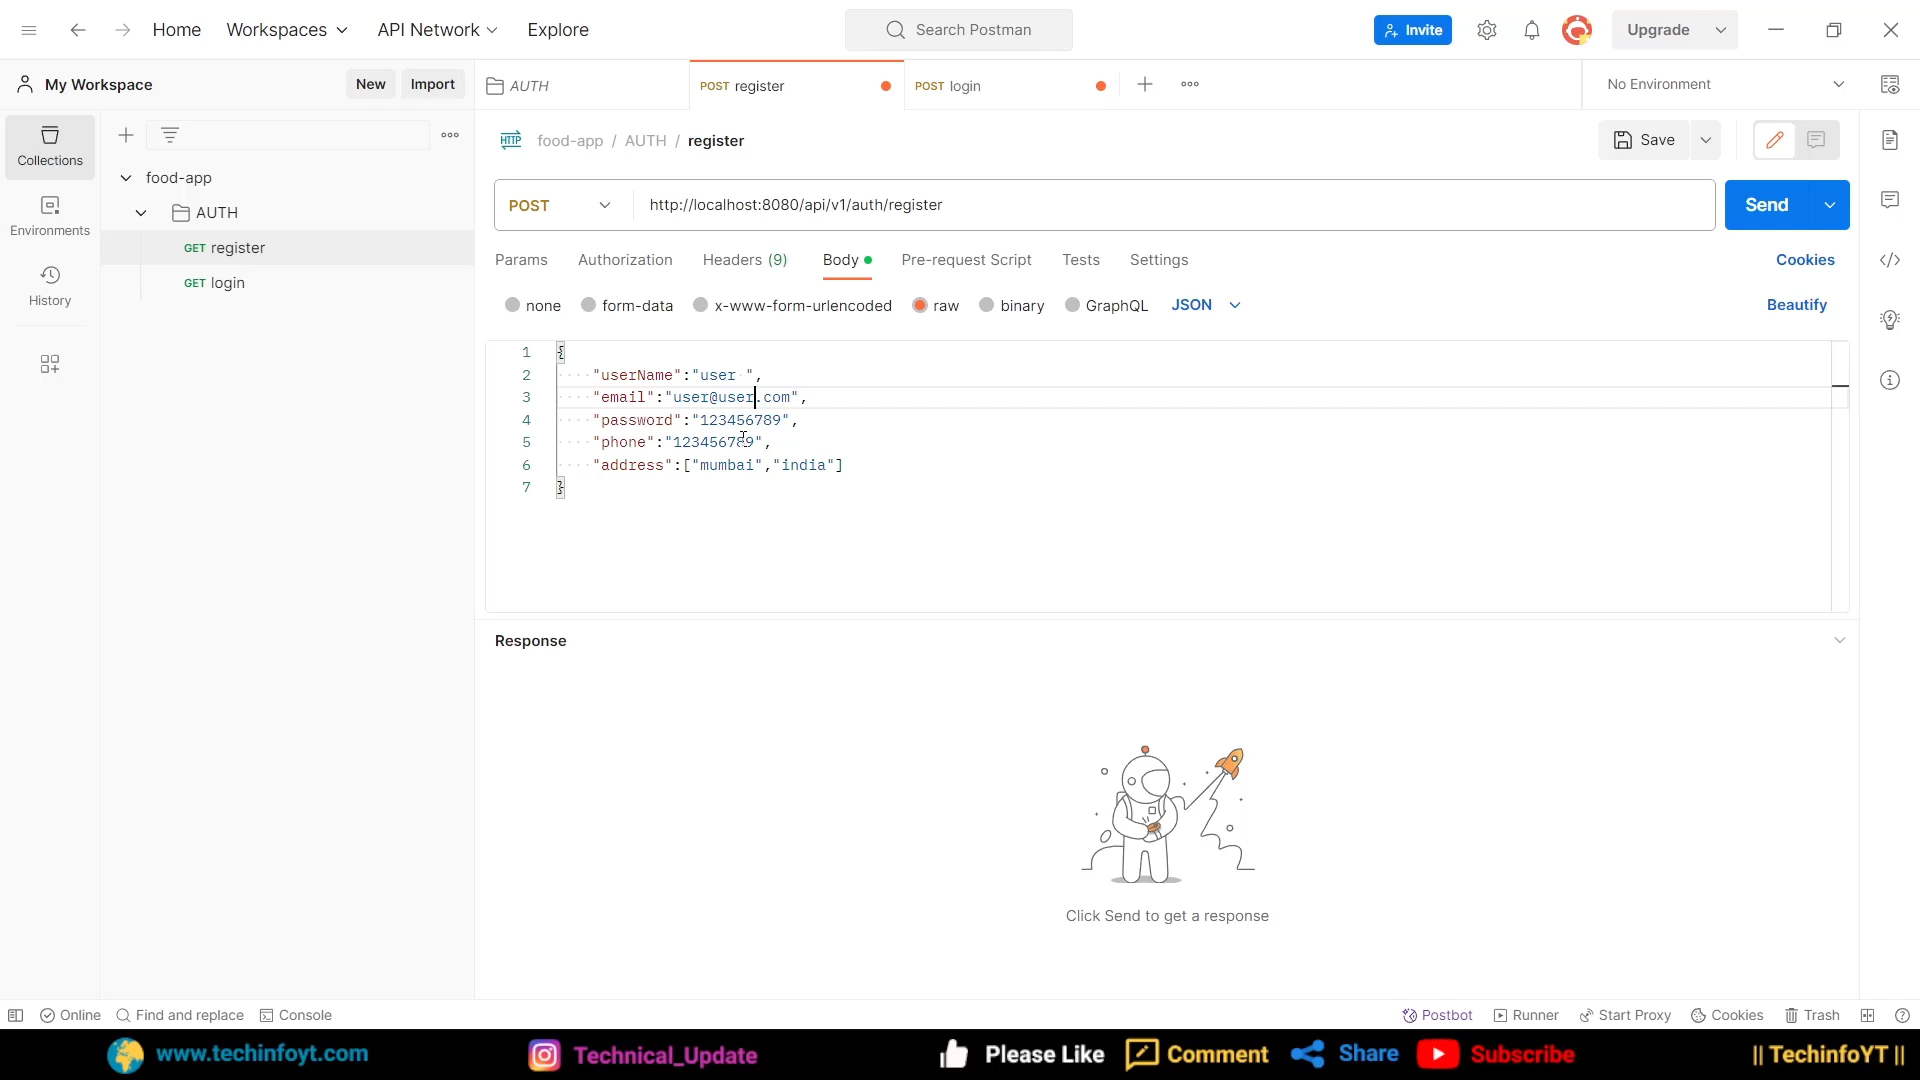 Home Workspaces API Network Explore Search Postman Invite Upgrade
My Workspace New Import AUTH POST register POST login No Environment
Collections
Environments
History
food-app
AUTH
GET register
GET login
HTTP food-app / AUTH / register Save
POST http://localhost:8080/api/v1/auth/register Send
Params Authorization Headers (9) Body Pre-request Script Tests Settings Cookies
none form-data x-www-form-urlencoded raw binary GraphQL JSON Beautify
1 {
2 "userName":"user ",
3 "email":"user@user.com",
4 "password":"123456789",
5 "phone":"123456789",
6 "address":["mumbai","india"]
7 }
Response
Click Send to get a response
Online Find and replace Console Postbot Runner Start Proxy Cookies Trash
www.techinfoyt.com Technical_Update Please Like Comment Share Subscribe || TechinfoYT ||